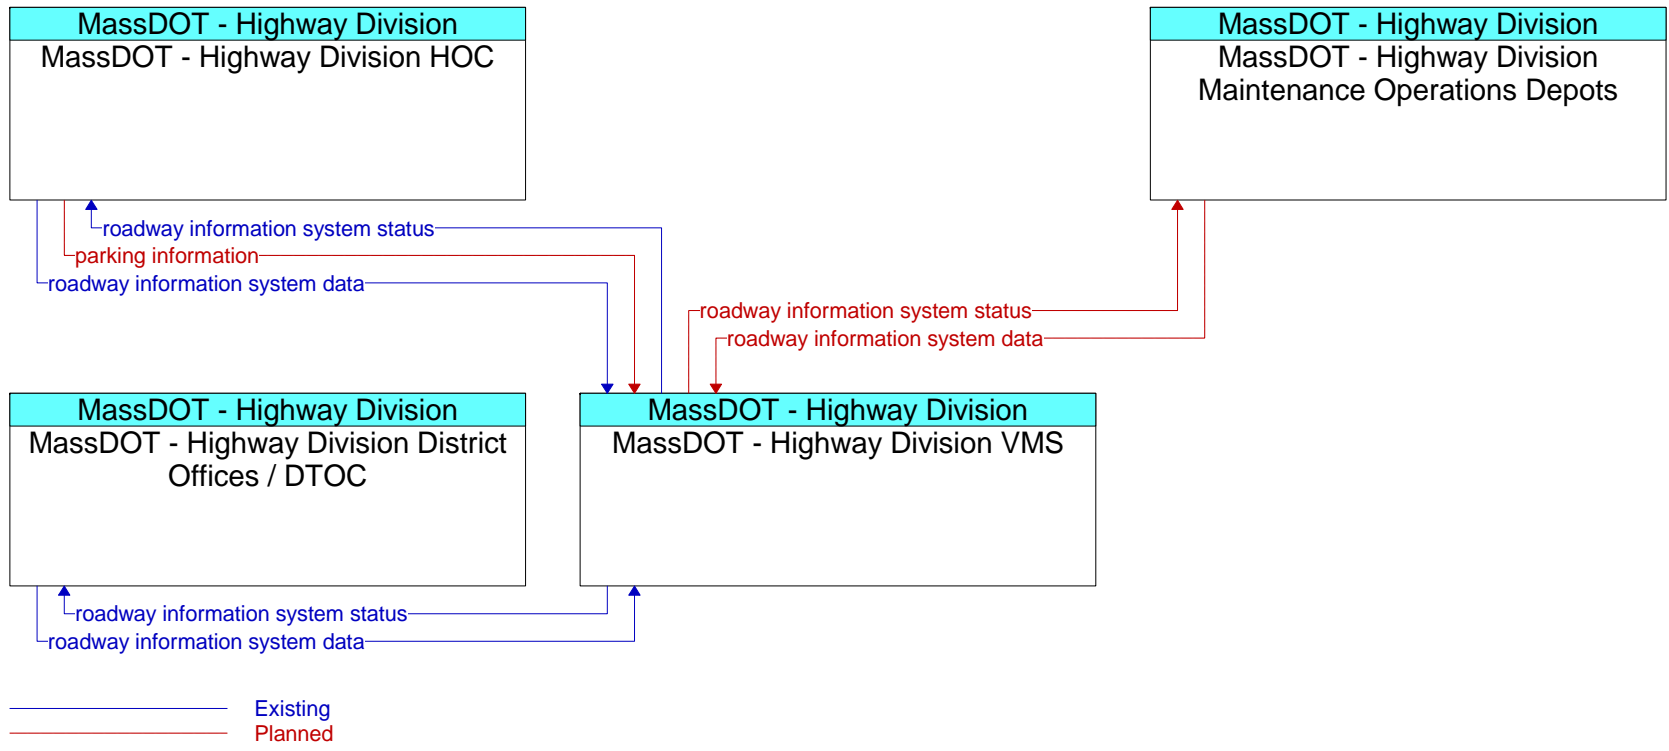 MassDOT - Highway Division
MassDOT - Highway Division HOC
MassDOT - Highway Division
MassDOT - Highway Division
Maintenance Operations Depots
roadway information system status
parking information
roadway information system data
roadway information system status
roadway information system data
MassDOT - Highway Division
MassDOT - Highway Division District
Offices / DTOC
MassDOT - Highway Division
MassDOT - Highway Division VMS
roadway information system status
roadway information system data
Existing
Planned